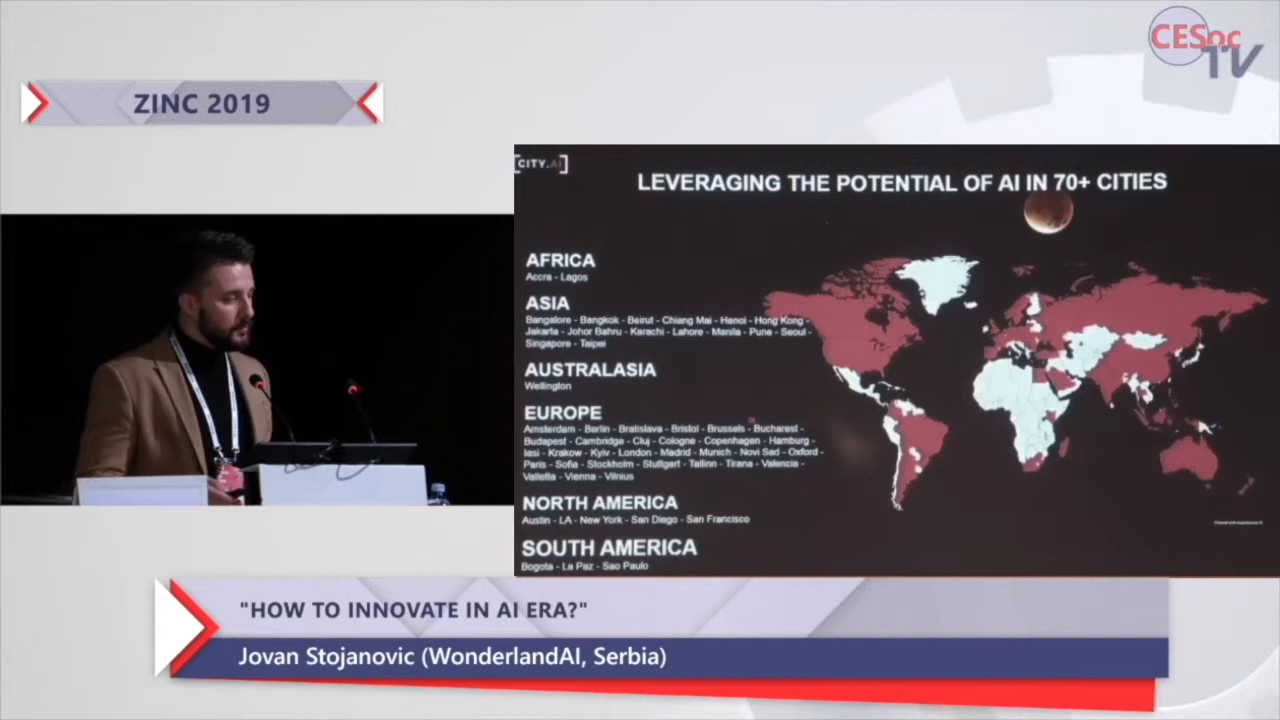 CESoc
TV
ZINC 2019
[CITY.AI]
LEVERAGING THE POTENTIAL OF AI IN 70+ CITIES
AFRICA
Accra - Lagos
ASIA
Bangalore - Bangkok - Beirut - Chiang Mai - Hanoi - Hong Kong -
Jakarta - Johor Bahru - Karachi - Lahore - Manila - Pune - Seoul -
Singapore - Taipei
AUSTRALASIA
Wellington
EUROPE
Amsterdam - Berlin - Bratislava - Bristol - Brussels - Bucharest -
Budapest - Cambridge - Cluj - Cologne - Copenhagen - Hamburg -
Iasi - Krakow - Kyiv - London - Madrid - Munich - Novi Sad - Oxford -
Paris - Sofia - Stockholm - Stuttgart - Tallinn - Tirana - Valencia -
Valletta - Vienna - Vilnius
NORTH AMERICA
Austin - LA - New York - San Diego - San Francisco
SOUTH AMERICA
Bogota - La Paz - Sao Paulo
"HOW TO INNOVATE IN AI ERA?"
Jovan Stojanovic (WonderlandAI, Serbia)